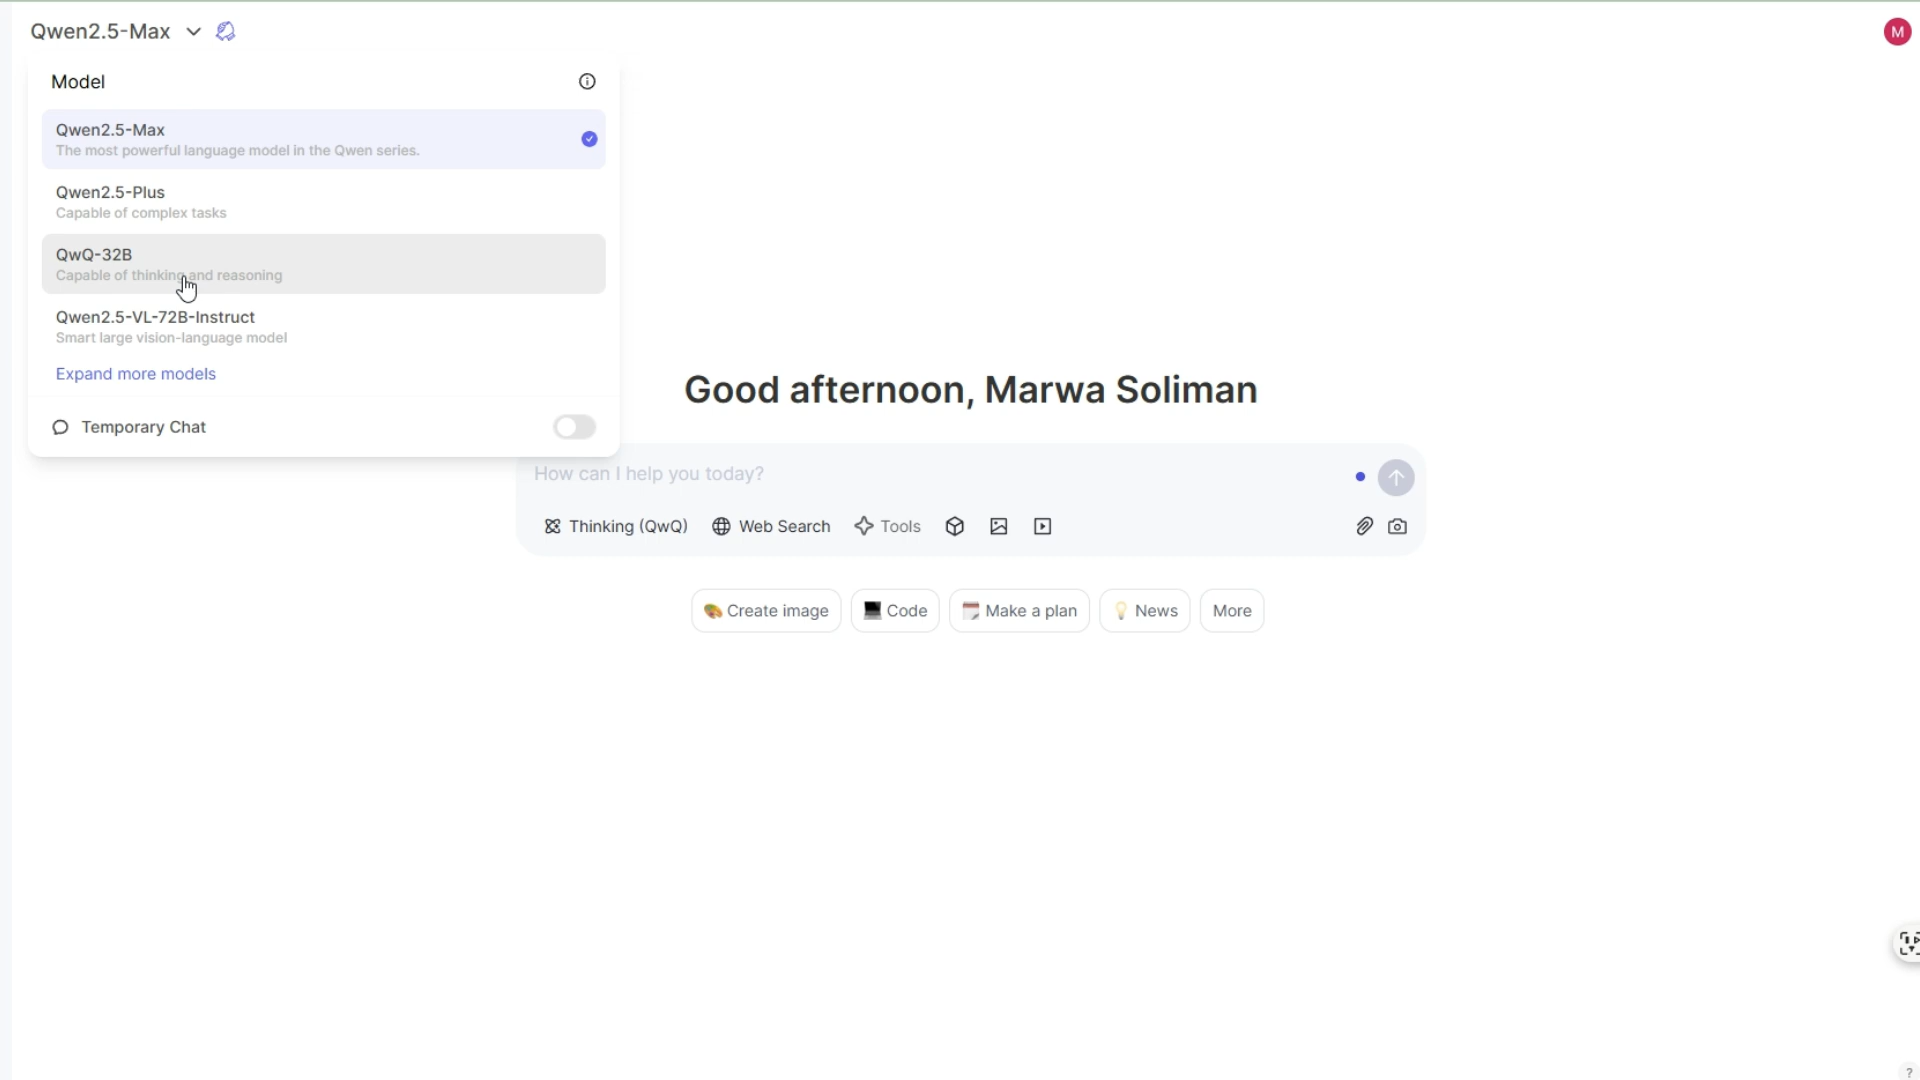 Qwen2.5-Max
M
Model
Qwen2.5-Max
The most powerful language model in the Qwen series.
Qwen2.5-Plus
Capable of complex tasks
QwQ-32B
Capable of thinking and reasoning
Qwen2.5-VL-72B-Instruct
Smart large vision-language model
Expand more models
Temporary Chat
Good afternoon, Marwa Soliman
How can I help you today?
Thinking (QwQ) Web Search Tools
Create image Code Make a plan News More
?